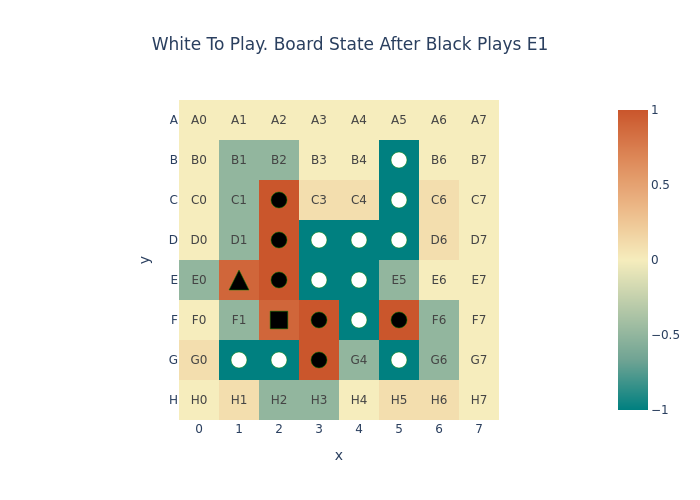 White To Play. Board State After Black Plays E1
A A0 A1 A2 A3 A4 A5 A6 A7
B B0 B1 B2 B3 B4 B6 B7
C C0 C1 C3 C4 C6 C7
D D0 D1 D6 D7
E E0 E5 E6 E7
F F0 F1 F6 F7
G G0 G4 G6 G7
H H0 H1 H2 H3 H4 H5 H6 H7
0 1 2 3 4 5 6 7
x
y
1
0.5
0
−0.5
−1